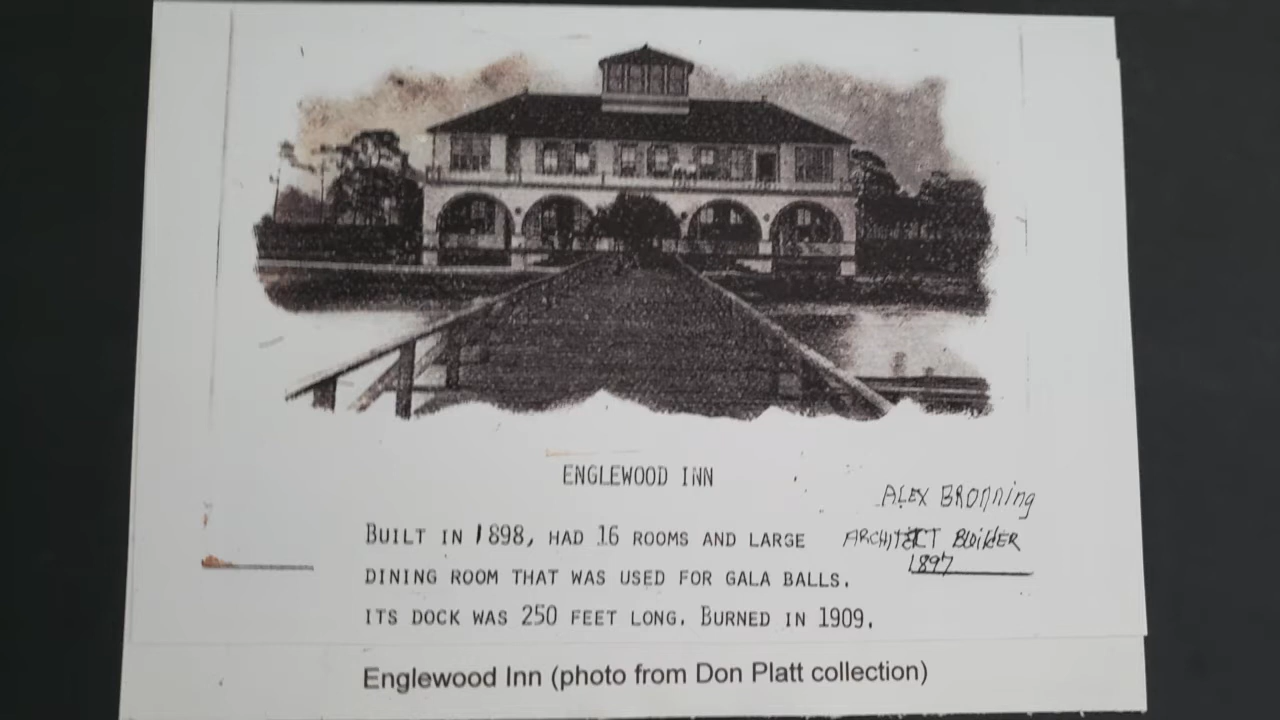 ENGLEWOOD INN
ALEX BRONNING
ARCHITECT BUILDER
1897
BUILT IN 1898, HAD 16 ROOMS AND LARGE
DINING ROOM THAT WAS USED FOR GALA BALLS.
ITS DOCK WAS 250 FEET LONG. BURNED IN 1909.
Englewood Inn (photo from Don Platt collection)